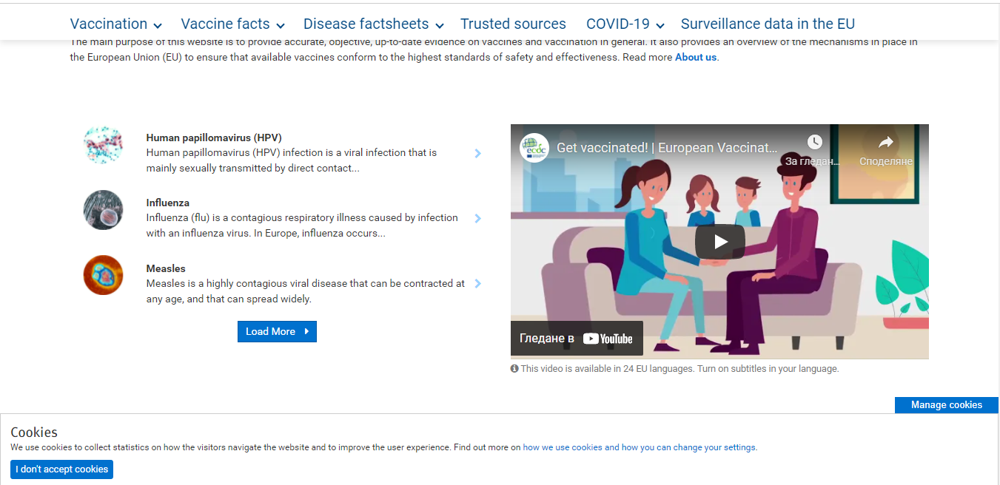 Vaccination Vaccine facts Disease factsheets Trusted sources COVID-19 Surveillance data in the EU
The main purpose of this website is to provide accurate, objective, up-to-date evidence on vaccines and vaccination in general. It also provides an overview of the mechanisms in place in
the European Union (EU) to ensure that available vaccines conform to the highest standards of safety and effectiveness. Read more About us.
Human papillomavirus (HPV)
Human papillomavirus (HPV) infection is a viral infection that is
mainly sexually transmitted by direct contact...
Influenza
Influenza (flu) is a contagious respiratory illness caused by infection
with an influenza virus. In Europe, influenza occurs...
Measles
Measles is a highly contagious viral disease that can be contracted at
any age, and that can spread widely.
Load More
ecdc
Get vaccinated! | European Vaccinat...
За гледан... Споделяне
Гледане в YouTube
This video is available in 24 EU languages. Turn on subtitles in your language.
Manage cookies
Cookies
We use cookies to collect statistics on how the visitors navigate the website and to improve the user experience. Find out more on how we use cookies and how you can change your settings.
I don't accept cookies